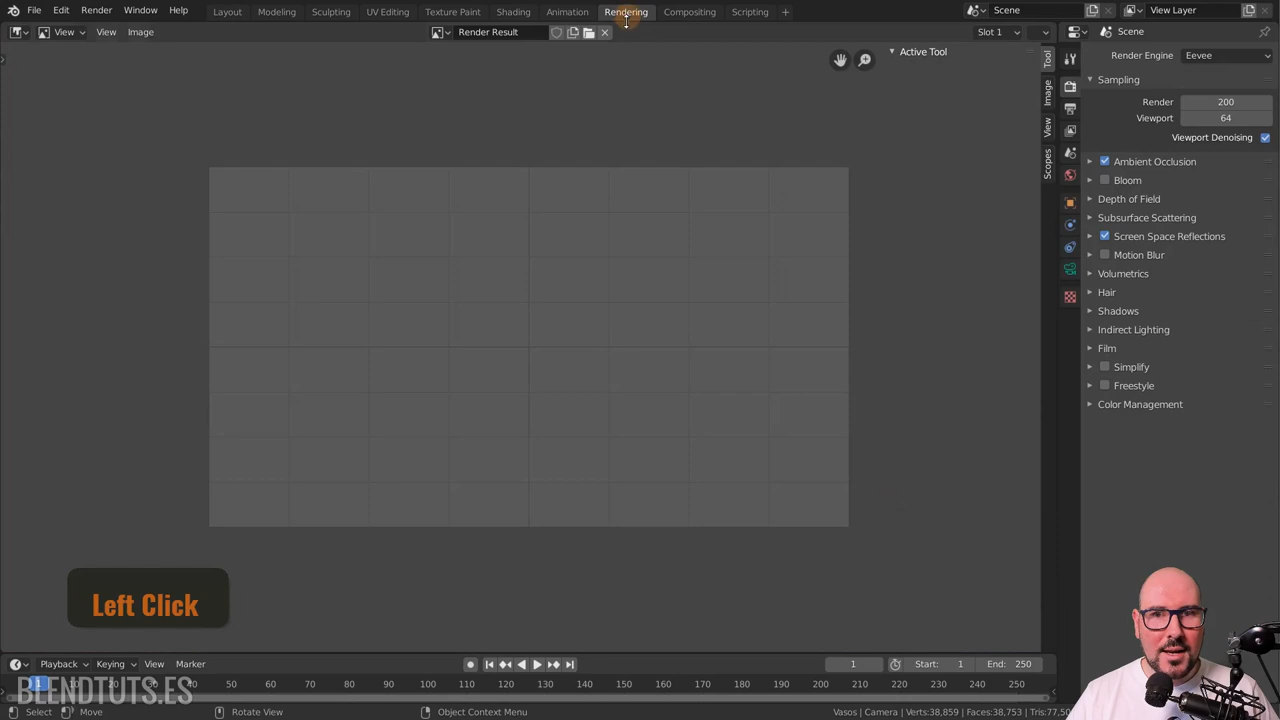 File Edit Render Window Help Layout Modeling Sculpting UV Editing Texture Paint Shading Animation Rendering Compositing Scripting + Scene View Layer
View View Image Render Result Slot 1 Scene
Active Tool
Tool
Image
View
Scopes
Render Engine Eevee
Sampling
Render 200
Viewport 64
Viewport Denoising
Ambient Occlusion
Bloom
Depth of Field
Subsurface Scattering
Screen Space Reflections
Motion Blur
Volumetrics
Hair
Shadows
Indirect Lighting
Film
Simplify
Freestyle
Color Management
Left Click
Playback Keying View Marker 1 Start: 1 End: 250
1 10 20 30 40 50 60 70 80 90 100 110 120 130 140 150 160 170 180 190 200 210 220 230 240 250
BLENDTUTS.ES
Select Move Rotate View Object Context Menu Vasos | Camera | Verts:38,859 | Faces:38,753 | Tris:77,50